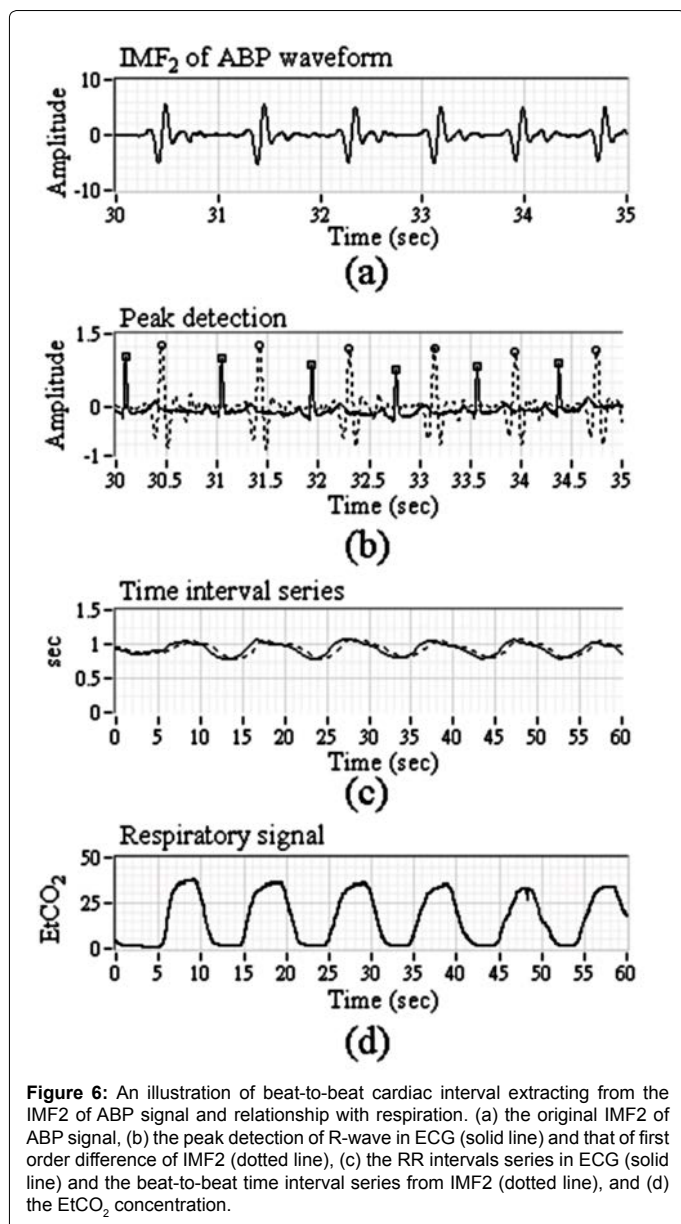 IMF₂ of ABP waveform
10
0
-10
Amplitude
30 31 32 33 34 35
Time (sec)
(a)
Peak detection
1.5
0
-1
Amplitude
30 30.5 31 31.5 32 32.5 33 33.5 34 34.5 35
Time (sec)
(b)
Time interval series
1.5
1
0.5
0
sec
0 5 10 15 20 25 30 35 40 45 50 55 60
Time (sec)
(c)
Respiratory signal
50
25
0
EtCO₂
0 5 10 15 20 25 30 35 40 45 50 55 60
Time (sec)
(d)
Figure 6: An illustration of beat-to-beat cardiac interval extracting from the
IMF2 of ABP signal and relationship with respiration. (a) the original IMF2 of
ABP signal, (b) the peak detection of R-wave in ECG (solid line) and that of first
order difference of IMF2 (dotted line), (c) the RR intervals series in ECG (solid
line) and the beat-to-beat time interval series from IMF2 (dotted line), and (d)
the EtCO₂ concentration.